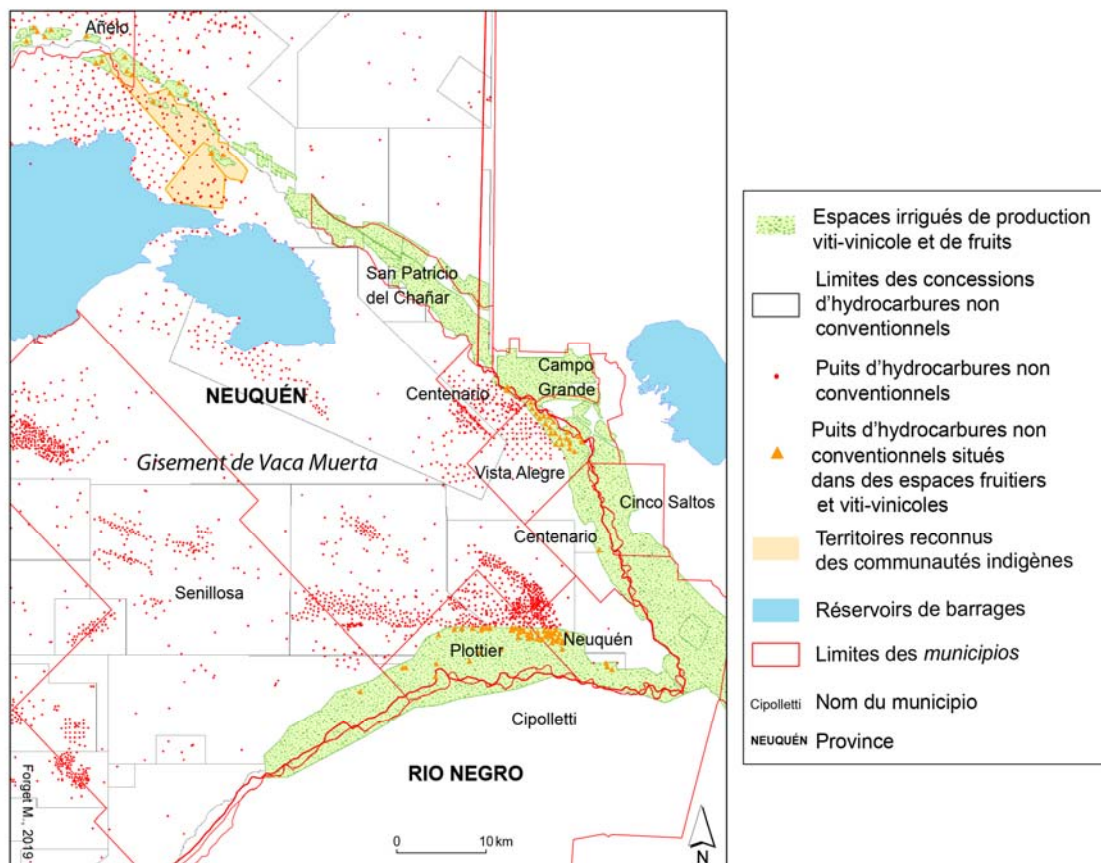 Añelo
San Patricio
del Chañar
Campo
Grande
Centenario
NEUQUÉN
Gisement de Vaca Muerta
Vista Alegre
Cinco Saltos
Centenario
Senillosa
Neuquén
Plottier
Cipolletti
RIO NEGRO
Forget M., 2019
0 10 km
N
Espaces irrigués de production
viti-vinicole et de fruits
Limites des concessions
d’hydrocarbures non
conventionnels
Puit d’hydrocarbures non
conventionnels
Puits d’hydrocarbures non
conventionnels situés
dans des espaces fruitiers
et viti-vinicoles
Territoires reconnus
des communautés indigènes
Réservoirs de barrages
Limites des municipios
Cipolletti Nom du municipio
NEUQUÉN Province